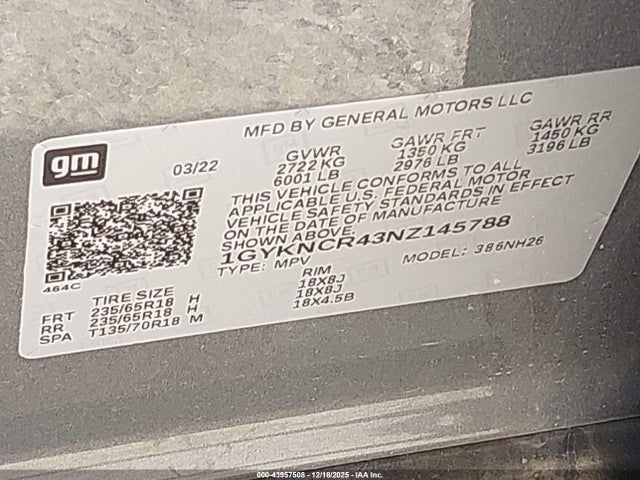 MFD BY GENERAL MOTORS LLC
gm
03/22
GVWR GAWR FRT GAWR RR
2722 KG 1350 KG 1450 KG
6001 LB 2976 LB 3196 LB
THIS VEHICLE CONFORMS TO ALL
APPLICABLE U.S. FEDERAL MOTOR
VEHICLE SAFETY STANDARDS IN EFFECT
ON THE DATE OF MANUFACTURE
SHOWN ABOVE.
1GYKNCR43NZ145788
TYPE: MPV MODEL: 386NH26
464C
TIRE SIZE RIM
FRT 235/65R18 H 18X8J
RR 235/65R18 H 18X8J
SPA T135/70R18 M 18X4.5B
000-43957508 - 12/18/2025 - IAA Inc.